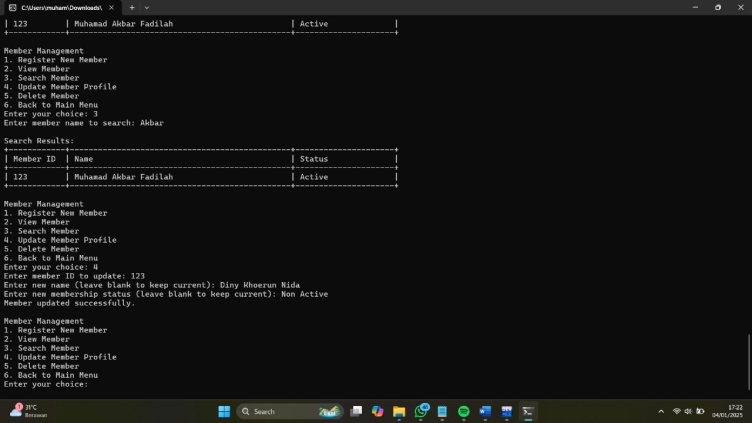 C:\Users\muham\Downloads\
| 123 | Muhamad Akbar Fadilah | Active |
Member Management
1. Register New Member
2. View Member
3. Search Member
4. Update Member Profile
5. Delete Member
6. Back to Main Menu
Enter your choice: 3
Enter member name to search: Akbar
Search Results:
| Member ID | Name | Status |
| 123 | Muhamad Akbar Fadilah | Active |
Member Management
1. Register New Member
2. View Member
3. Search Member
4. Update Member Profile
5. Delete Member
6. Back to Main Menu
Enter your choice: 4
Enter member ID to update: 123
Enter new name (leave blank to keep current): Diny Khoerun Nida
Enter new membership status (leave blank to keep current): Non Active
Member updated successfully.
Member Management
1. Register New Member
2. View Member
3. Search Member
4. Update Member Profile
5. Delete Member
6. Back to Main Menu
Enter your choice:
31°C
Berawan
Search
17:22
04/01/2025